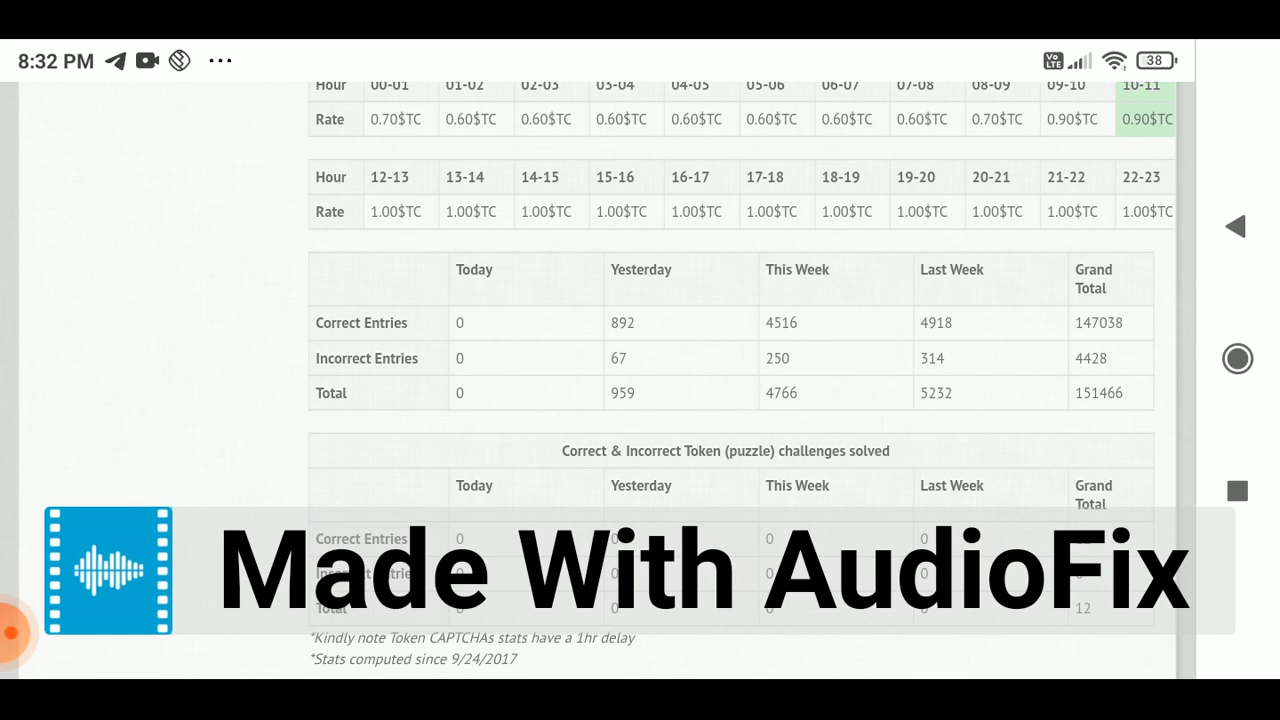 8:32 PM ... Vo LTE 38
Hour 00-01 01-02 02-03 03-04 04-05 05-06 06-07 07-08 08-09 09-10 10-11
Rate 0.70$TC 0.60$TC 0.60$TC 0.60$TC 0.60$TC 0.60$TC 0.60$TC 0.60$TC 0.70$TC 0.90$TC 0.90$TC
Hour 12-13 13-14 14-15 15-16 16-17 17-18 18-19 19-20 20-21 21-22 22-23
Rate 1.00$TC 1.00$TC 1.00$TC 1.00$TC 1.00$TC 1.00$TC 1.00$TC 1.00$TC 1.00$TC 1.00$TC 1.00$TC
Today Yesterday This Week Last Week Grand
Total
Correct Entries 0 892 4516 4918 147038
Incorrect Entries 0 67 250 314 4428
Total 0 959 4766 5232 151466
Correct & Incorrect Token (puzzle) challenges solved
Today Yesterday This Week Last Week Grand
Total
Correct Entries 0 0 0 0
Total 0 0 0 0 12
Made With AudioFix
*Kindly note Token CAPTCHAs stats have a 1hr delay
*Stats computed since 9/24/2017